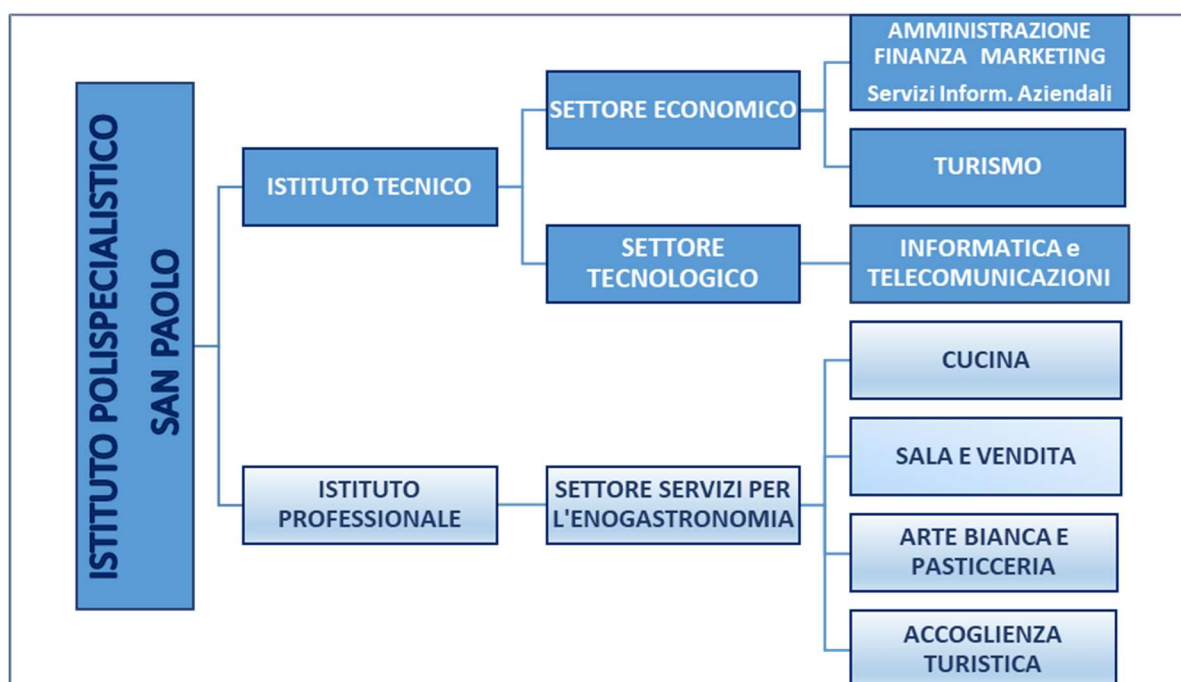 ISTITUTO POLISPECIALISTICO
SAN PAOLO
ISTITUTO TECNICO
SETTORE ECONOMICO
AMMINISTRAZIONE
FINANZA MARKETING
Servizi Inform. Aziendali
TURISMO
SETTORE
TECNOLOGICO
INFORMATICA e
TELECOMUNICAZIONI
ISTITUTO
PROFESSIONALE
SETTORE SERVIZI PER
L'ENOGASTRONOMIA
CUCINA
SALA E VENDITA
ARTE BIANCA E
PASTICCERIA
ACCOGLIENZA
TURISTICA